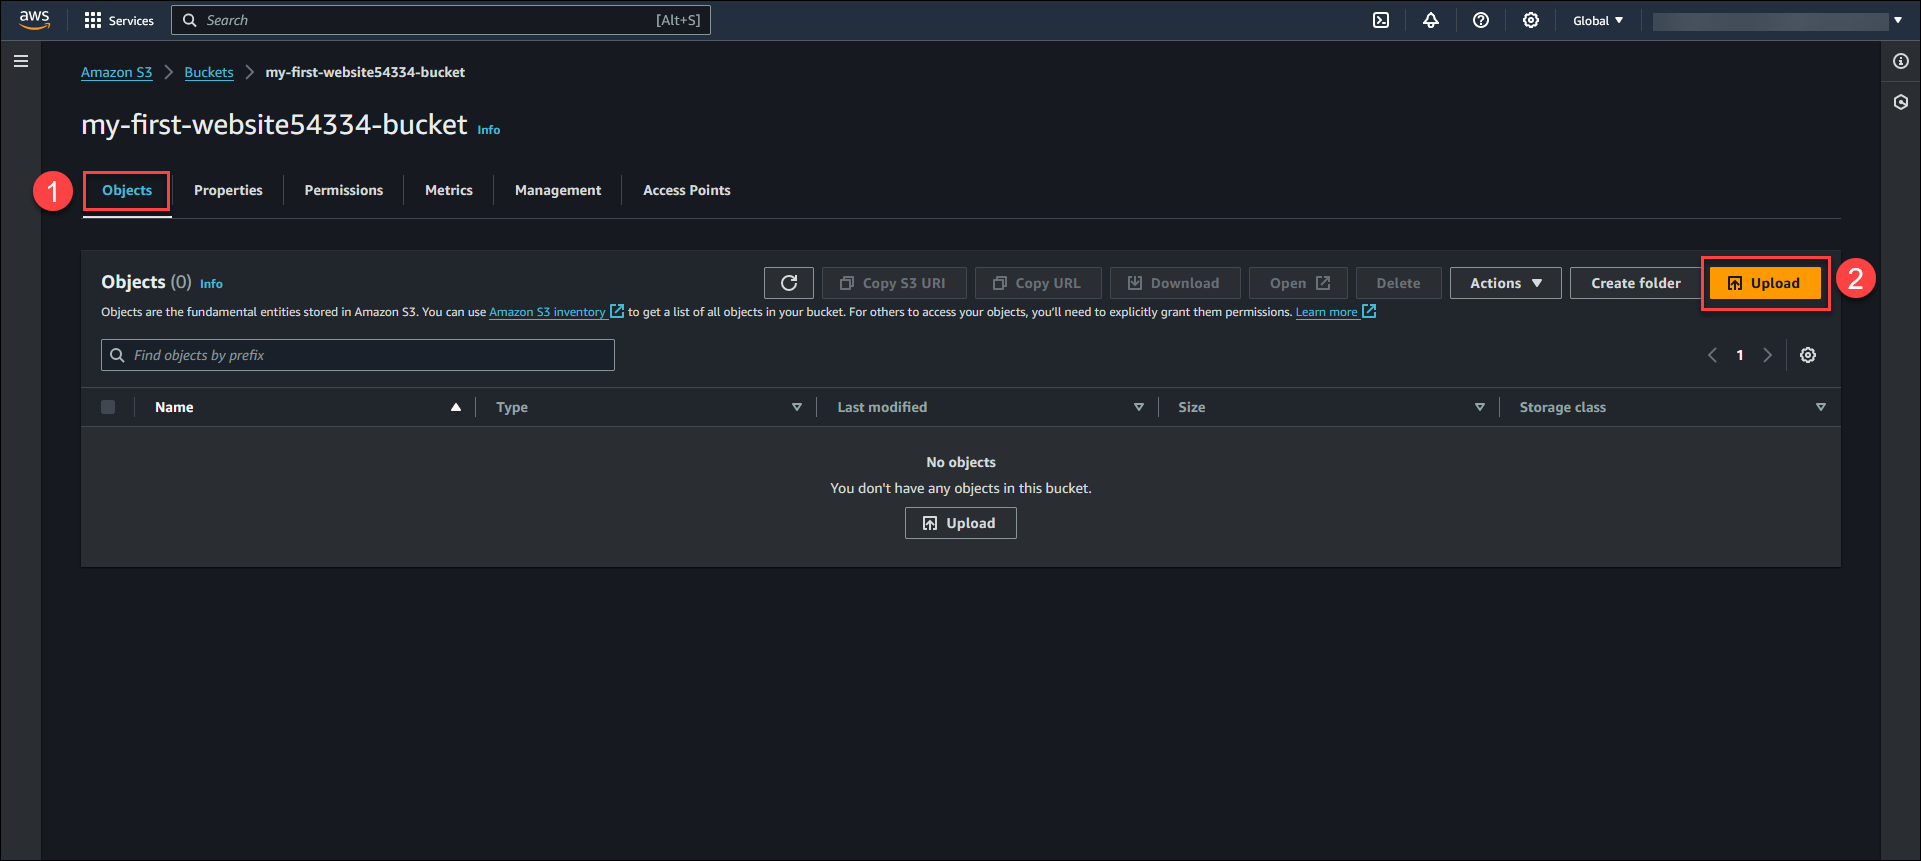 aws Services Search [Alt+S] Global
Amazon S3 Buckets my-first-website54334-bucket
my-first-website54334-bucket Info
1 Objects Properties Permissions Metrics Management Access Points
Objects (0) Info Copy S3 URI Copy URL Download Open Delete Actions Create folder Upload 2
Objects are the fundamental entities stored in Amazon S3. You can use Amazon S3 inventory to get a list of all objects in your bucket. For others to access your objects, you'll need to explicitly grant them permissions. Learn more
Find objects by prefix 1
Name Type Last modified Size Storage class
No objects
You don't have any objects in this bucket.
Upload